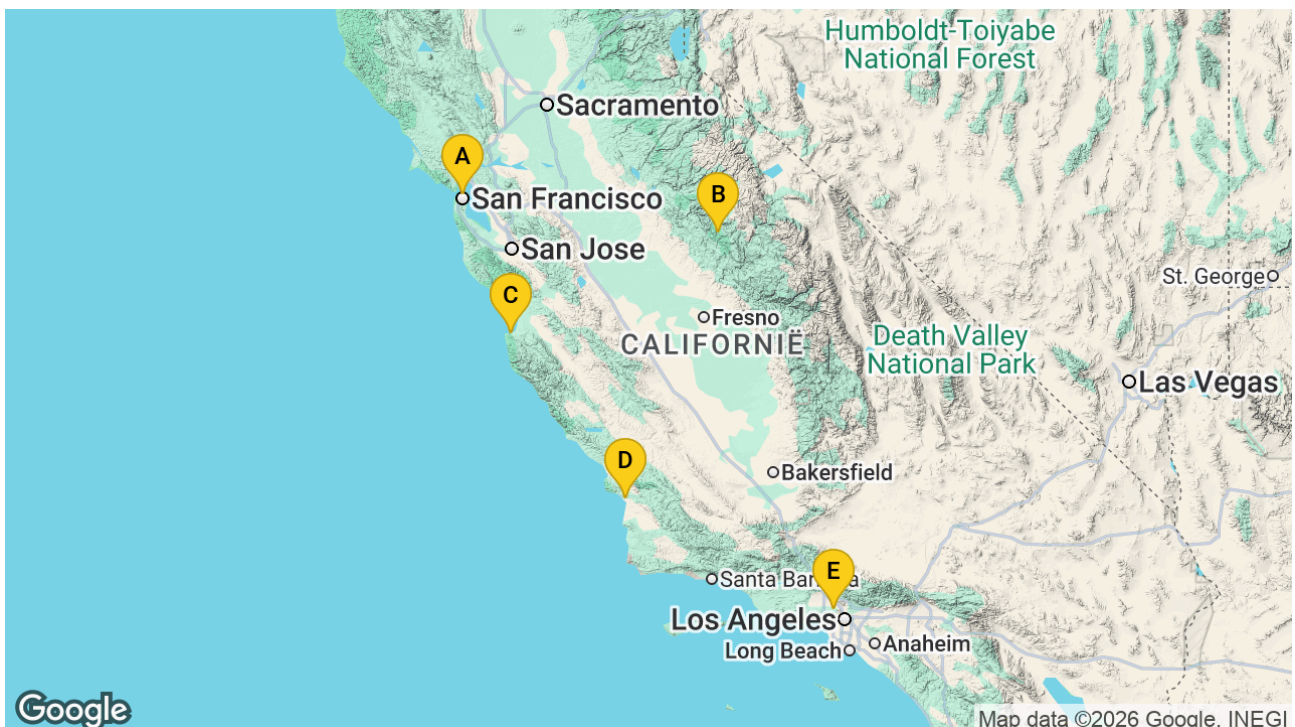 Humboldt-Toiyabe
National Forest
Sacramento
A
San Francisco
B
San Jose
St. George
C
Fresno
CALIFORNIË
Death Valley
National Park
Las Vegas
D
Bakersfield
Santa Bar a
E
Los Angeles
Long Beach
Anaheim
Google
Map data ©2026 Google, INEGI